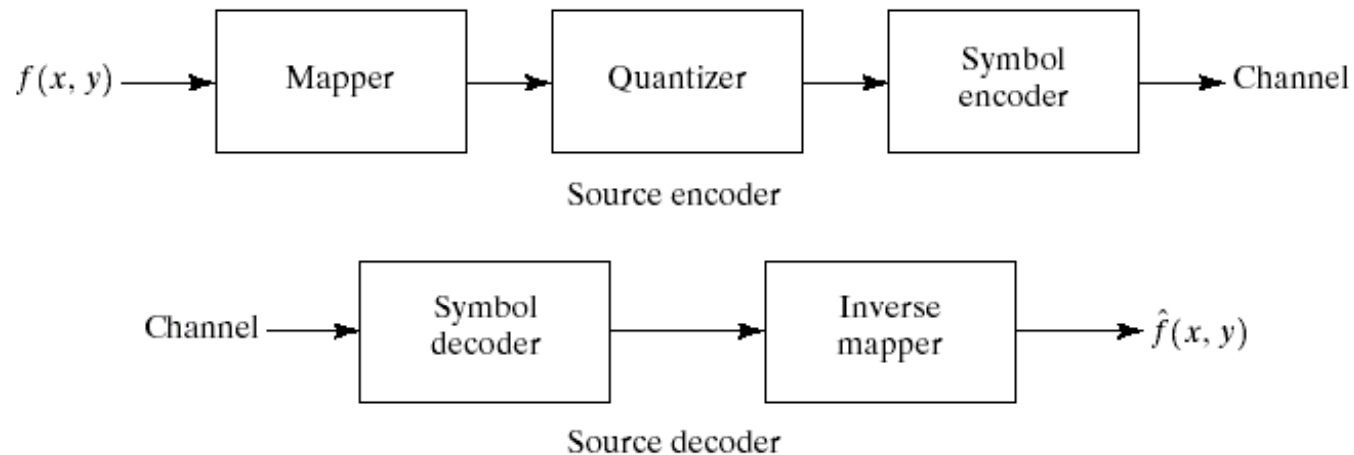 f(x, y) Mapper Quantizer Symbol encoder Channel
Source encoder
Channel Symbol decoder Inverse mapper f̂(x, y)
Source decoder